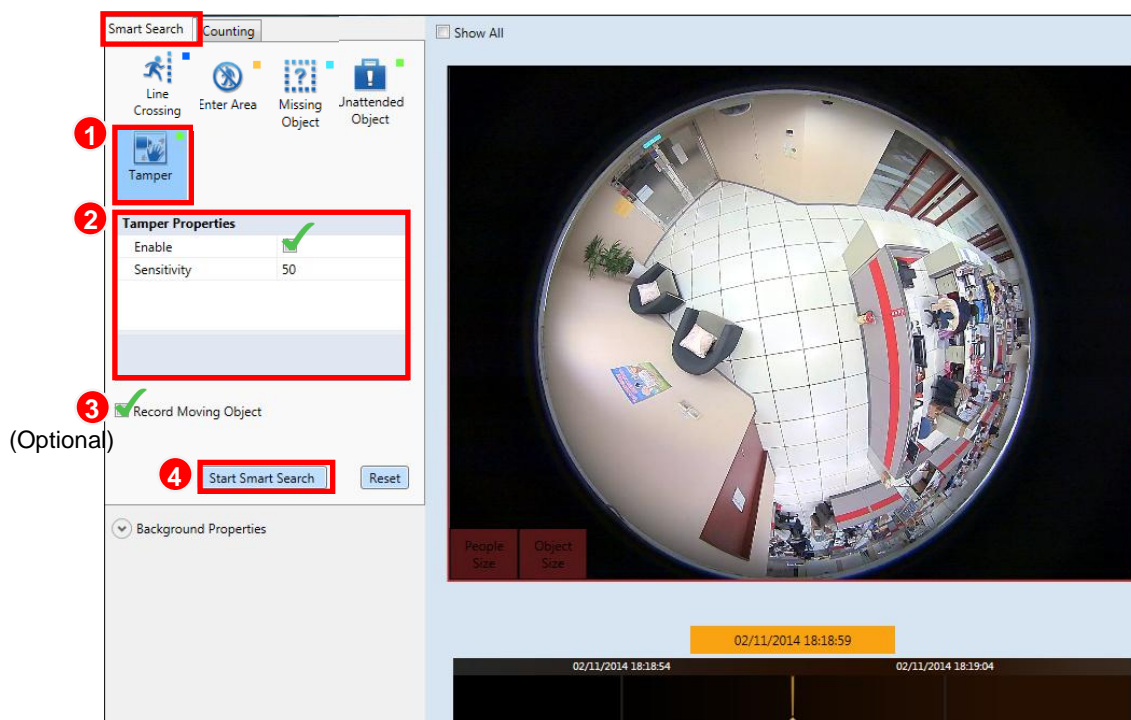 Smart Search
Counting
Show All
Line
Crossing
Enter Area
Missing
Object
Unattended
Object
1
Tamper
2
Tamper Properties
Enable
Sensitivity
50
3
Record Moving Object
(Optional)
4
Start Smart Search
Reset
Background Properties
People
Size
Object
Size
02/11/2014 18:18:59
02/11/2014 18:18:54
02/11/2014 18:19:04